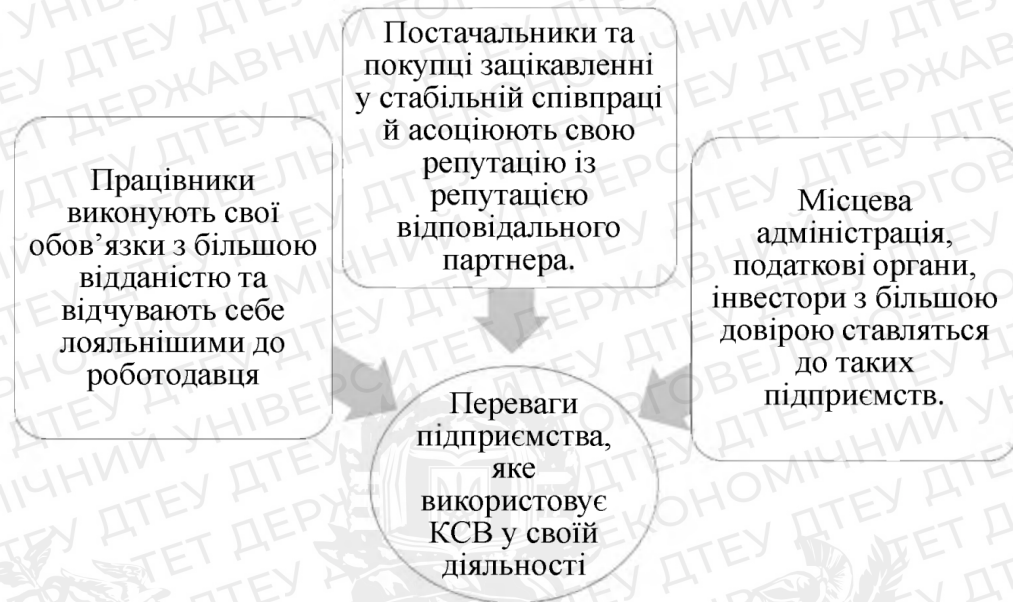 Постачальники та
покупці зацікавленні
у стабільній співпраці
й асоціюють свою
репутацію із
репутацією
відповідального
партнера.
Працівники
виконують свої
обов’язки з більшою
відданістю та
відчувають себе
лояльнішими до
роботодавця
Місцева
адміністрація,
податкові органи,
інвестори з більшою
довірою ставляться
до таких
підприємств.
Переваги
підприємства,
яке
використовує
КСВ у своїй
діяльності